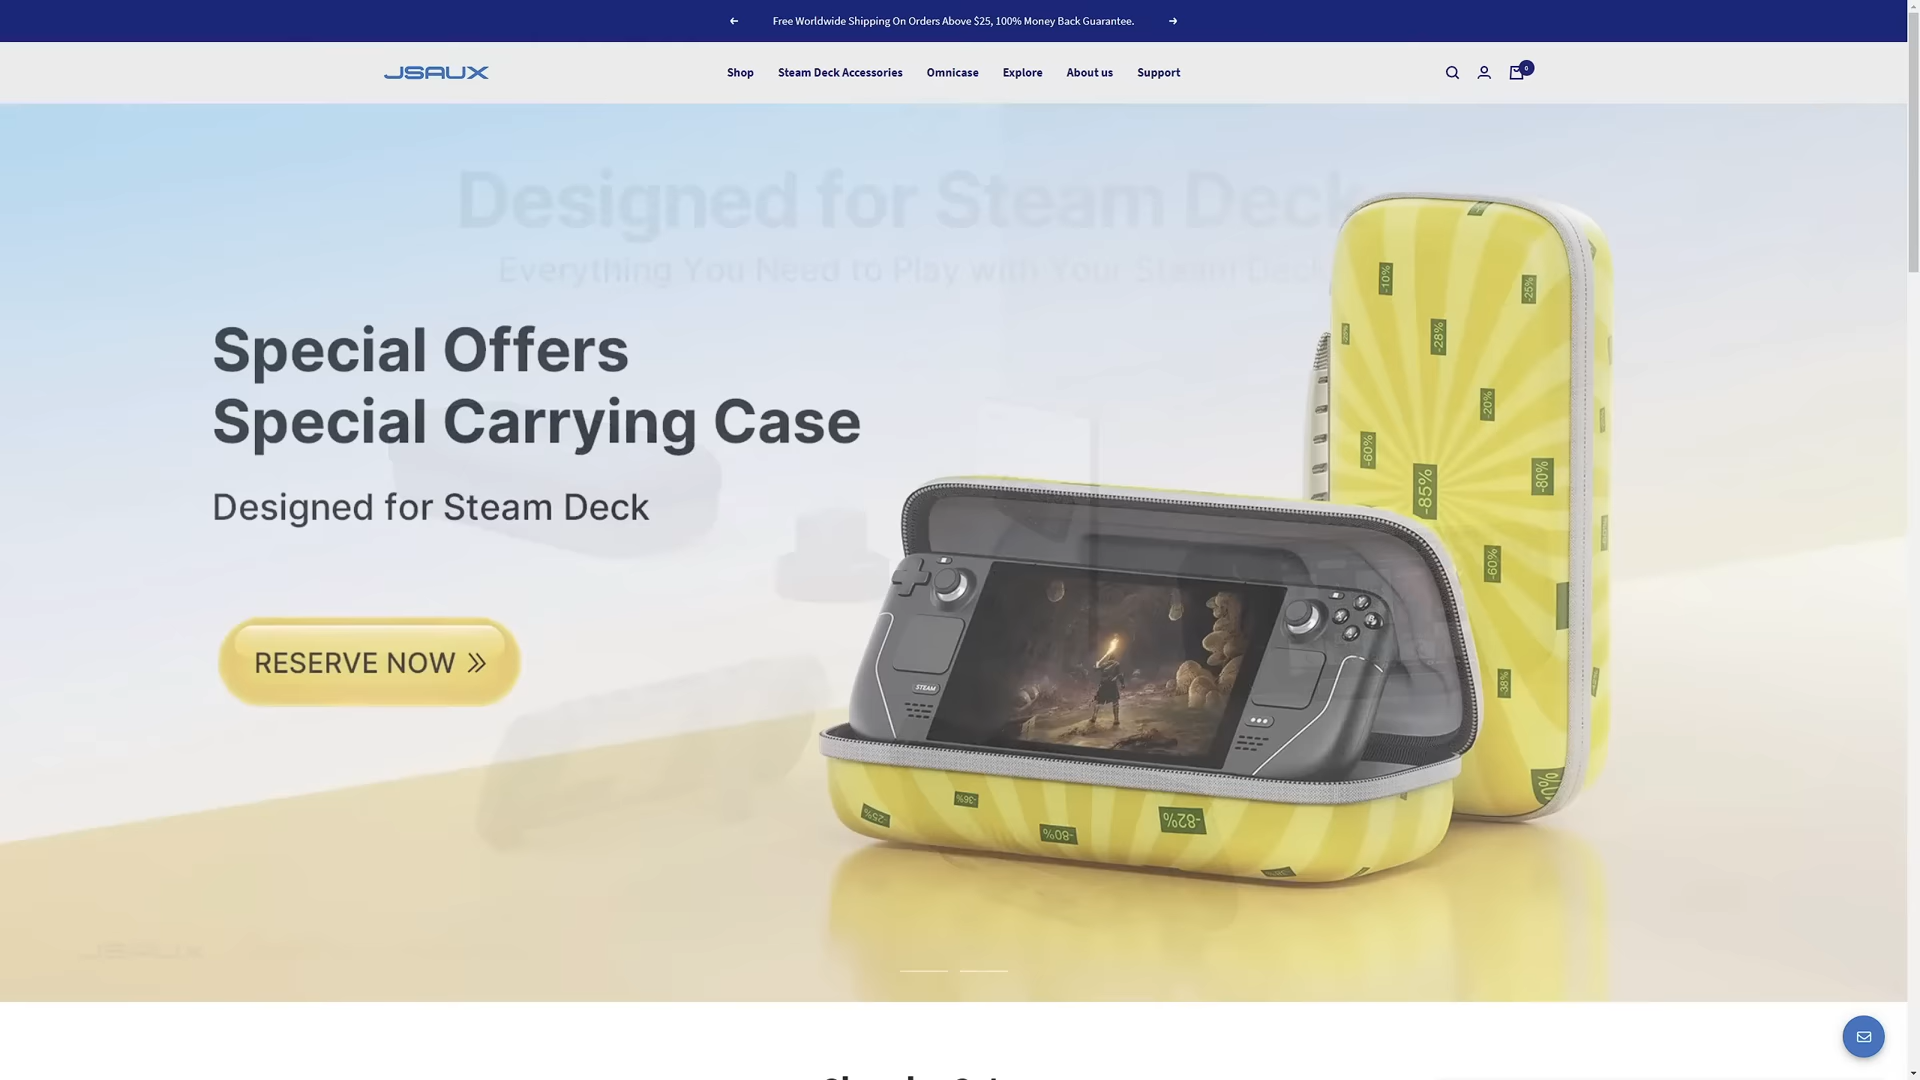 Free Worldwide Shipping On Orders Above $25, 100% Money Back Guarantee.
JSAUX
Shop Steam Deck Accessories Omnicase Explore About us Support
0
Designed for Steam Deck
Everything You Need to Play with Your Steam Deck
Special Offers
Special Carrying Case
Designed for Steam Deck
RESERVE NOW
-10%
-25%
-28%
-20%
-60%
-80%
-85%
-60%
-38%
STEAM
-25%
-36%
-80%
-82%
JSAUX